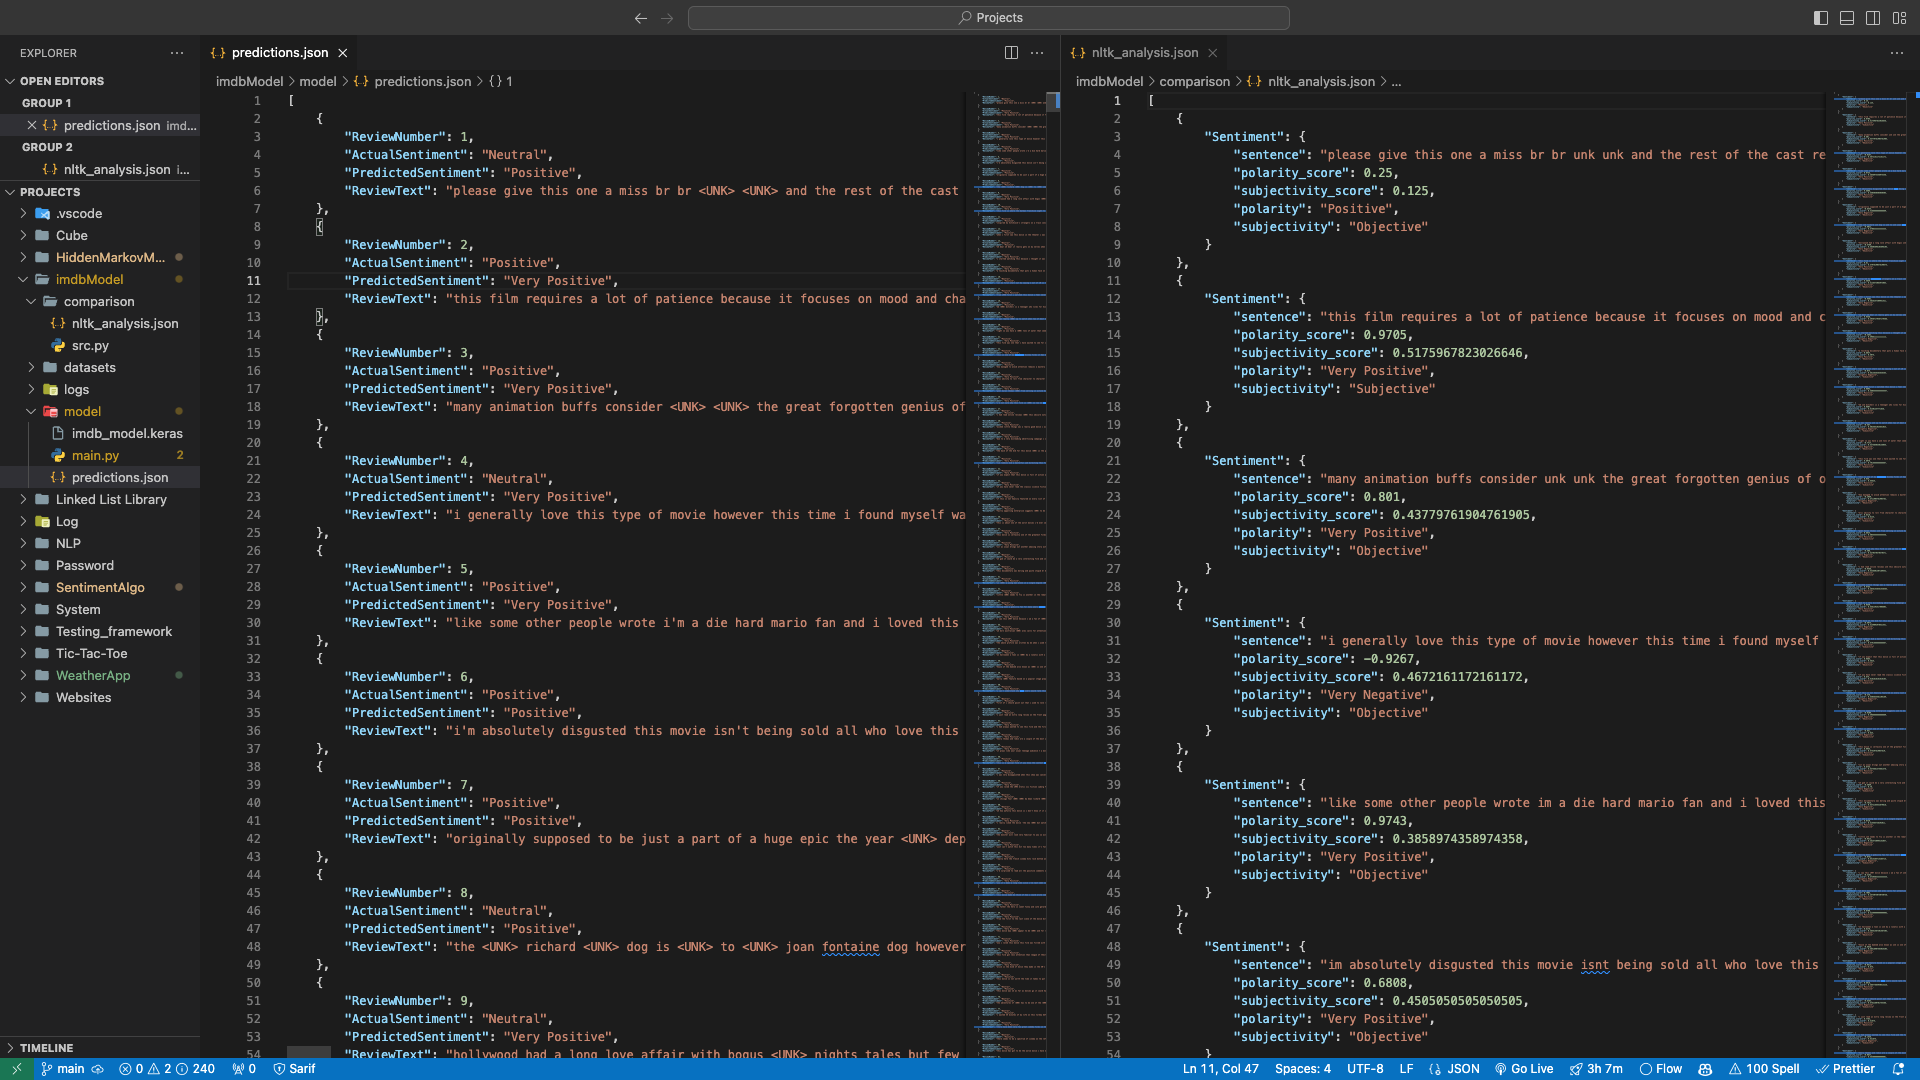 Projects
EXPLORER
OPEN EDITORS
GROUP 1
predictions.json imd...
GROUP 2
nltk_analysis.json i...
PROJECTS
.vscode
Cube
HiddenMarkovM...
imdbModel
comparison
nltk_analysis.json
src.py
datasets
logs
model
imdb_model.keras
main.py 2
predictions.json
Linked List Library
Log
NLP
Password
SentimentAlgo
System
Testing_framework
Tic-Tac-Toe
WeatherApp
Websites
TIMELINE
predictions.json
imdbModel > model > {..} predictions.json > {} 1
1 [
2 {
3 "ReviewNumber": 1,
4 "ActualSentiment": "Neutral",
5 "PredictedSentiment": "Positive",
6 "ReviewText": "please give this one a miss br br <UNK> <UNK> and the rest of the cast
7 },
8 {
9 "ReviewNumber": 2,
10 "ActualSentiment": "Positive",
11 "PredictedSentiment": "Very Positive",
12 "ReviewText": "this film requires a lot of patience because it focuses on mood and cha
13 },
14 {
15 "ReviewNumber": 3,
16 "ActualSentiment": "Positive",
17 "PredictedSentiment": "Very Positive",
18 "ReviewText": "many animation buffs consider <UNK> <UNK> the great forgotten genius of
19 },
20 {
21 "ReviewNumber": 4,
22 "ActualSentiment": "Neutral",
23 "PredictedSentiment": "Very Positive",
24 "ReviewText": "i generally love this type of movie however this time i found myself wa
25 },
26 {
27 "ReviewNumber": 5,
28 "ActualSentiment": "Positive",
29 "PredictedSentiment": "Very Positive",
30 "ReviewText": "like some other people wrote i'm a die hard mario fan and i loved this
31 },
32 {
33 "ReviewNumber": 6,
34 "ActualSentiment": "Positive",
35 "PredictedSentiment": "Positive",
36 "ReviewText": "i'm absolutely disgusted this movie isn't being sold all who love this
37 },
38 {
39 "ReviewNumber": 7,
40 "ActualSentiment": "Positive",
41 "PredictedSentiment": "Positive",
42 "ReviewText": "originally supposed to be just a part of a huge epic the year <UNK> dep
43 },
44 {
45 "ReviewNumber": 8,
46 "ActualSentiment": "Neutral",
47 "PredictedSentiment": "Positive",
48 "ReviewText": "the <UNK> richard <UNK> dog is <UNK> to <UNK> joan fontaine dog however
49 },
50 {
51 "ReviewNumber": 9,
52 "ActualSentiment": "Neutral",
53 "PredictedSentiment": "Very Positive",
54 "ReviewText": "hollywood had a long love affair with bogus <UNK> nights tales but few
nltk_analysis.json
imdbModel > comparison > {..} nltk_analysis.json > ...
1 [
2 {
3 "Sentiment": {
4 "sentence": "please give this one a miss br br unk unk and the rest of the cast re
5 "polarity_score": 0.25,
6 "subjectivity_score": 0.125,
7 "polarity": "Positive",
8 "subjectivity": "Objective"
9 }
10 },
11 {
12 "Sentiment": {
13 "sentence": "this film requires a lot of patience because it focuses on mood and c
14 "polarity_score": 0.9705,
15 "subjectivity_score": 0.5175967823026646,
16 "polarity": "Very Positive",
17 "subjectivity": "Subjective"
18 }
19 },
20 {
21 "Sentiment": {
22 "sentence": "many animation buffs consider unk unk the great forgotten genius of o
23 "polarity_score": 0.801,
24 "subjectivity_score": 0.43779761904761905,
25 "polarity": "Very Positive",
26 "subjectivity": "Objective"
27 }
28 },
29 {
30 "Sentiment": {
31 "sentence": "i generally love this type of movie however this time i found myself
32 "polarity_score": -0.9267,
33 "subjectivity_score": 0.4672161172161172,
34 "polarity": "Very Negative",
35 "subjectivity": "Objective"
36 }
37 },
38 {
39 "Sentiment": {
40 "sentence": "like some other people wrote im a die hard mario fan and i loved this
41 "polarity_score": 0.9743,
42 "subjectivity_score": 0.3858974358974358,
43 "polarity": "Very Positive",
44 "subjectivity": "Objective"
45 }
46 },
47 {
48 "Sentiment": {
49 "sentence": "im absolutely disgusted this movie isnt being sold all who love this
50 "polarity_score": 0.6808,
51 "subjectivity_score": 0.4505050505050505,
52 "polarity": "Very Positive",
53 "subjectivity": "Objective"
54 }
main 0 2 240 0 Sarif
Ln 11, Col 47 Spaces: 4 UTF-8 LF {} JSON Go Live 3h 7m Flow 100 Spell Prettier